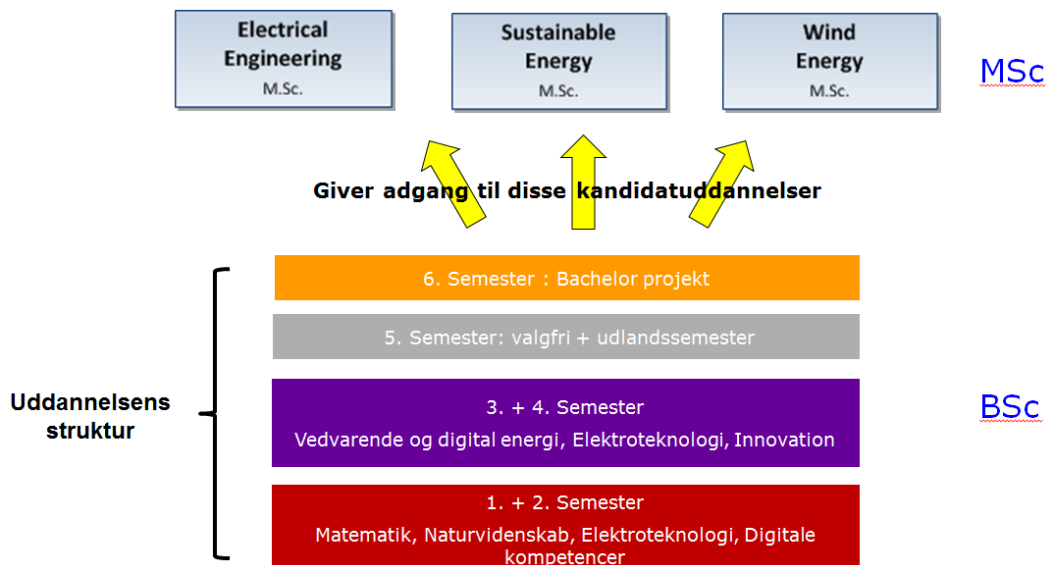 Electrical
Engineering
M.Sc.
Sustainable
Energy
M.Sc.
Wind
Energy
M.Sc.
MSc
Giver adgang til disse kandidatuddannelser
6. Semester : Bachelor projekt
5. Semester: valgfri + udlandssemester
Uddannelsens
struktur
3. + 4. Semester
Vedvarende og digital energi, Elektroteknologi, Innovation
BSc
1. + 2. Semester
Matematik, Naturvidenskab, Elektroteknologi, Digitale
kompetencer